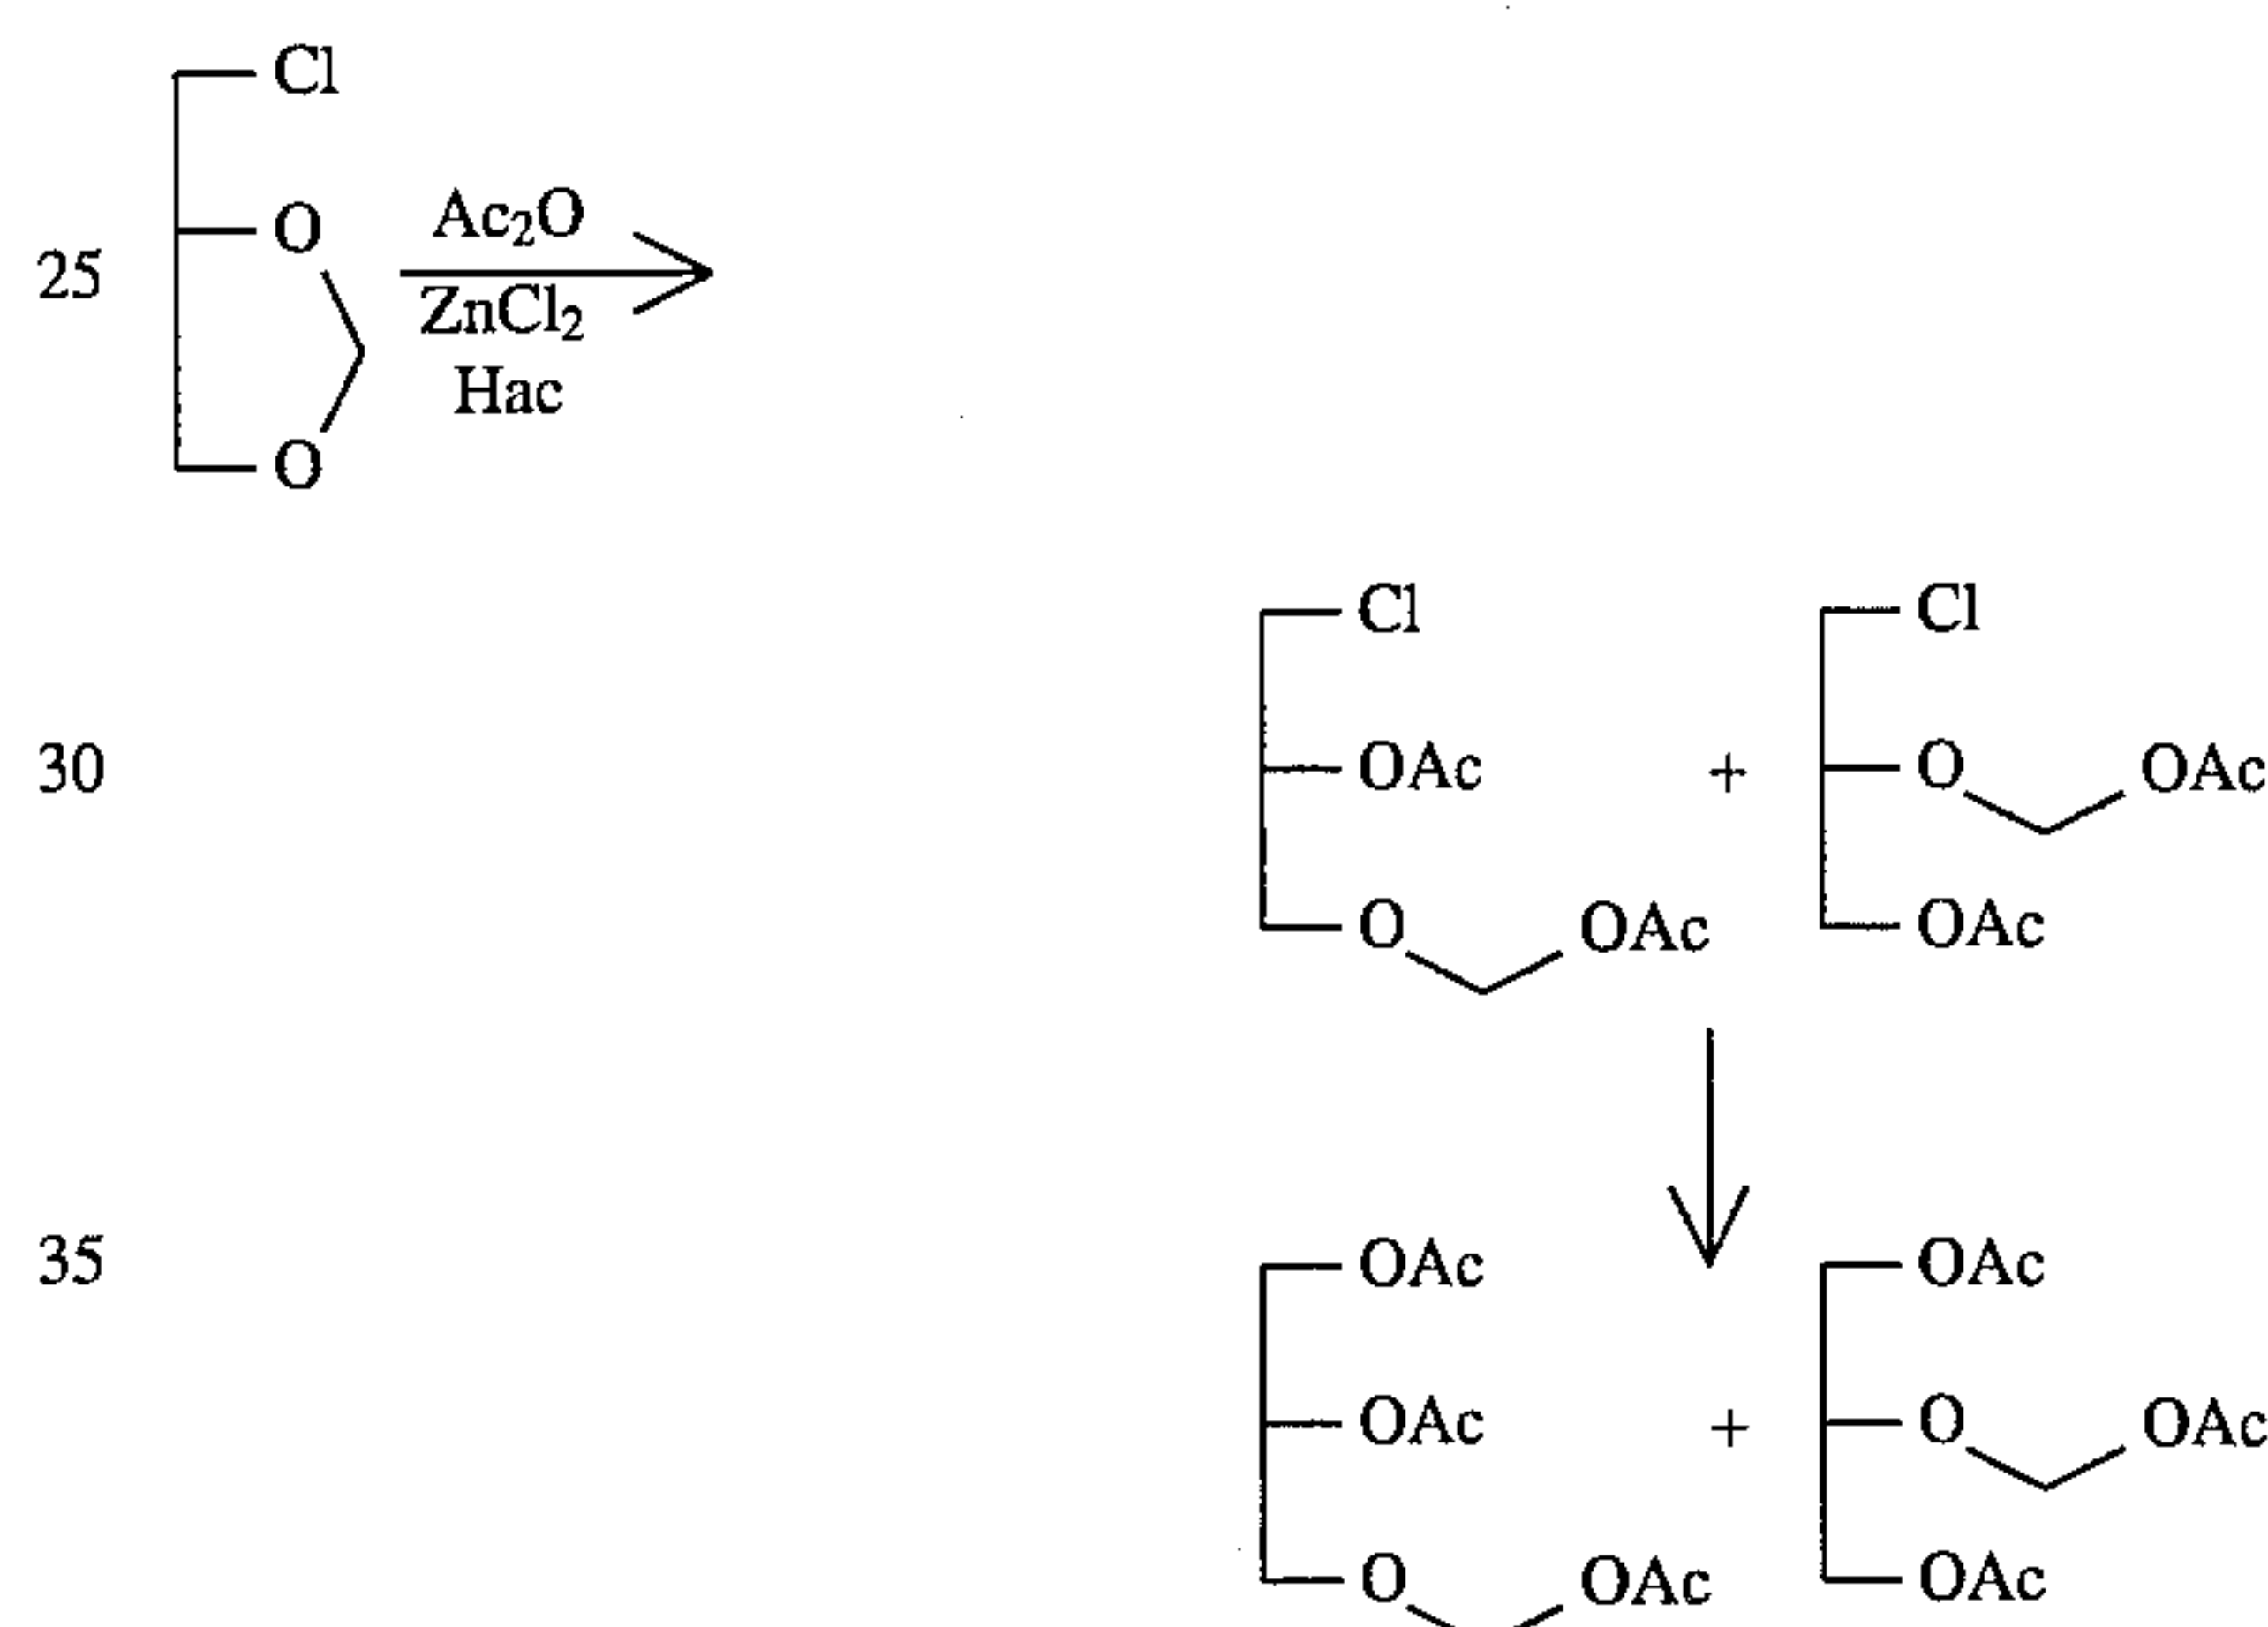 Cl
O
Ac₂O
25
ZnCl₂
Hac
O
Cl Cl
30 OAc + O OAc
O OAc OAc
35 OAc OAc
OAc + O OAc
O OAc OAc